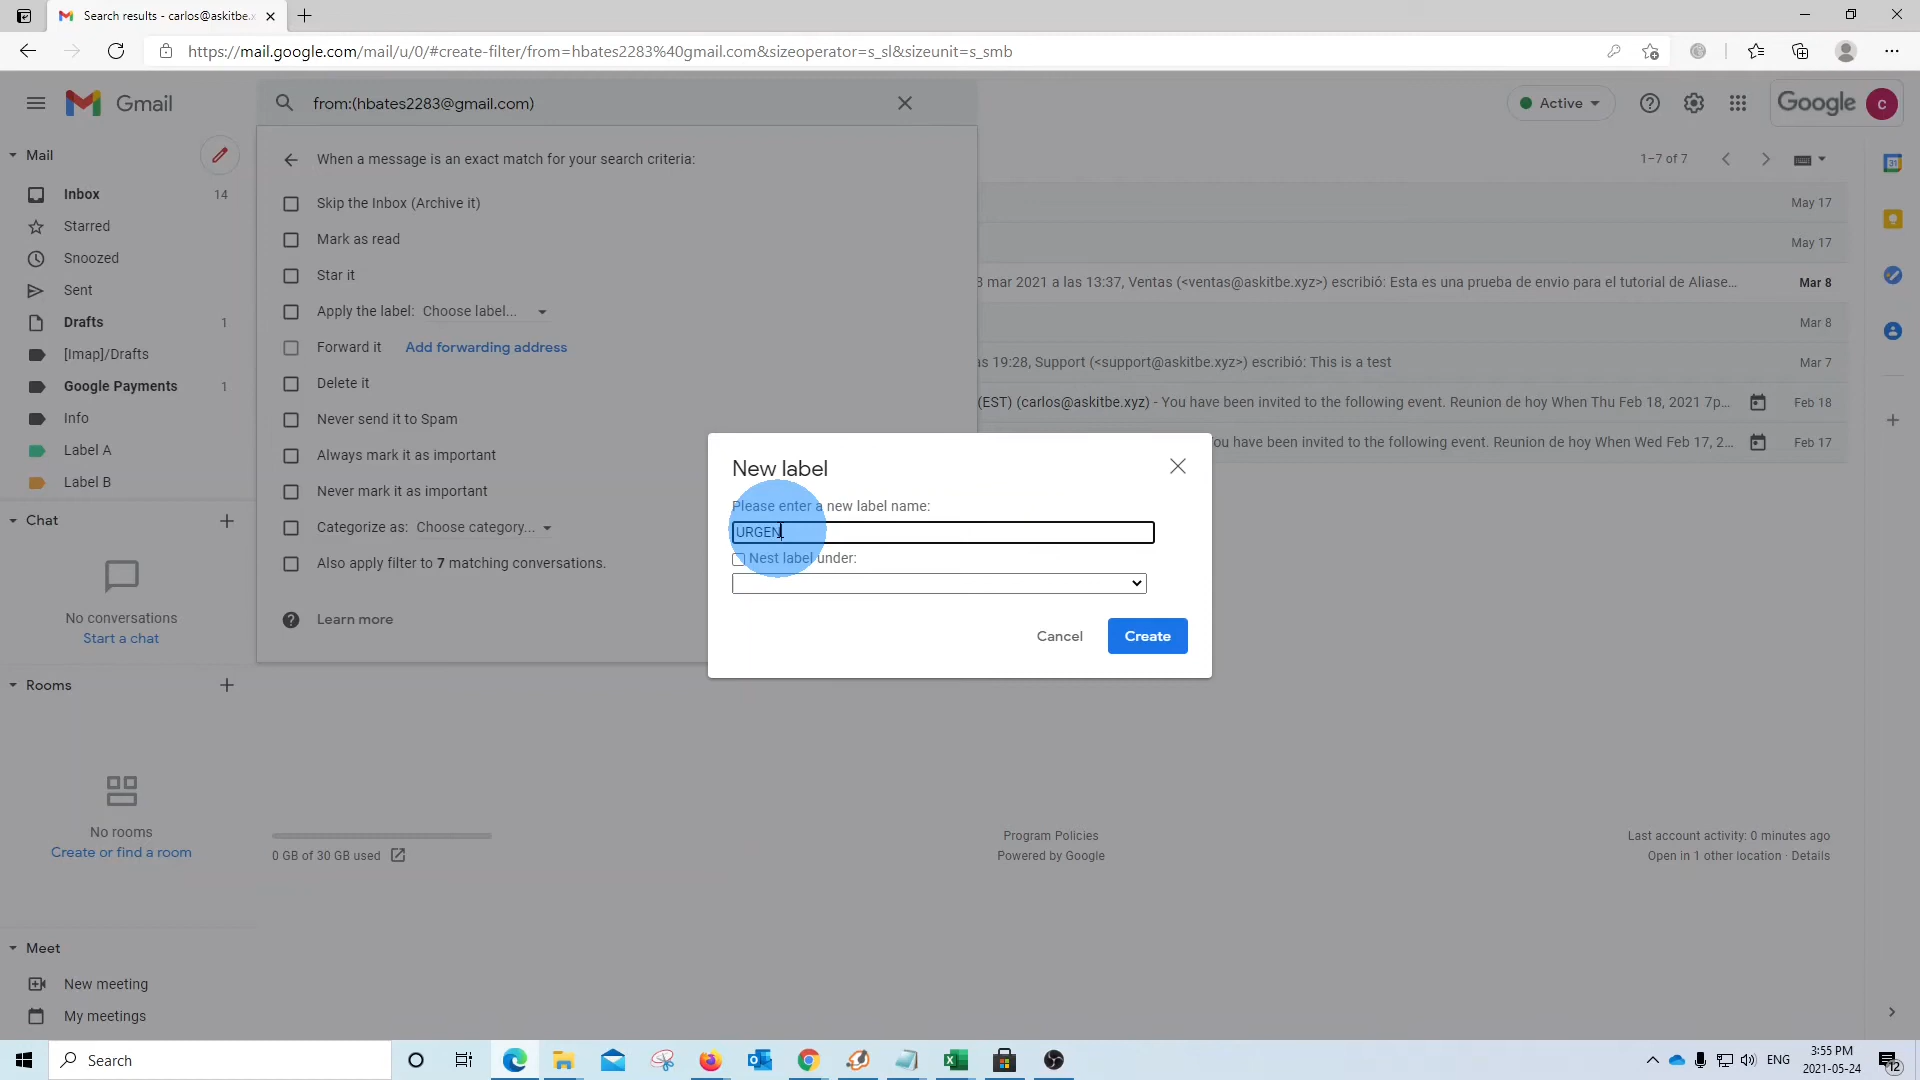 Search results - carlos@askitbe.x
https://mail.google.com/mail/u/0/#create-filter/from=hbates2283%40gmail.com&sizeoperator=s_sl&sizeunit=s_smb
Gmail
from:(hbates2283@gmail.com)
Active
Google
C
Mail
Inbox 14
Starred
Snoozed
Sent
Drafts 1
[Imap]/Drafts
Google Payments 1
Info
Label A
Label B
When a message is an exact match for your search criteria:
Skip the Inbox (Archive it)
Mark as read
Star it
Apply the label: Choose label...
Forward it Add forwarding address
Delete it
Never send it to Spam
Always mark it as important
Never mark it as important
Categorize as: Choose category...
Also apply filter to 7 matching conversations.
Learn more
1–7 of 7
May 17
May 17
mar 2021 a las 13:37, Ventas (<ventas@askitbe.xyz>) escribió: Esta es una prueba de envio para el tutorial de Aliase... Mar 8
Mar 8
as 19:28, Support (<support@askitbe.xyz>) escribió: This is a test Mar 7
(EST) (carlos@askitbe.xyz) - You have been invited to the following event. Reunion de hoy When Thu Feb 18, 2021 7p... Feb 18
ou have been invited to the following event. Reunion de hoy When Wed Feb 17, 2... Feb 17
31
New label
Please enter a new label name:
URGEN
Nest label under:
Cancel Create
Chat
No conversations
Start a chat
Rooms
No rooms
Create or find a room
0 GB of 30 GB used
Program Policies
Powered by Google
Last account activity: 0 minutes ago
Open in 1 other location · Details
Meet
New meeting
My meetings
Search
ENG
3:55 PM
2021-05-24
12